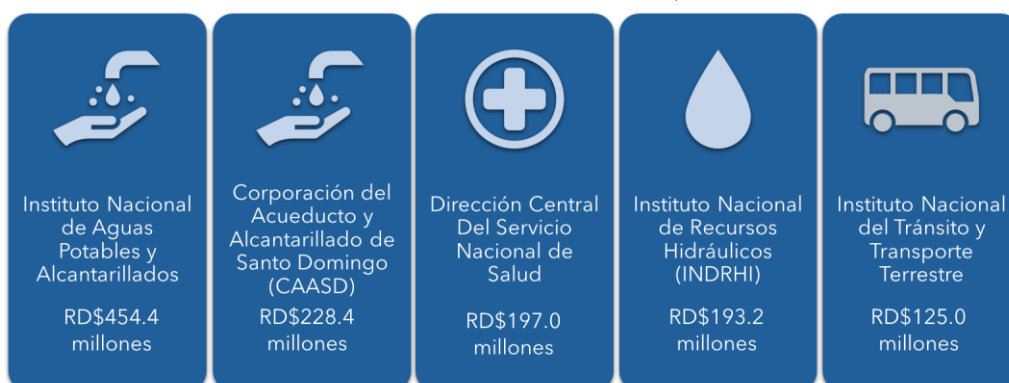 Instituto Nacional
de Aguas
Potables y
Alcantarillados
RD$454.4
millones
Corporación del
Acueducto y
Alcantarillado de
Santo Domingo
(CAASD)
RD$228.4
millones
Dirección Central
Del Servicio
Nacional de
Salud
RD$197.0
millones
Instituto Nacional
de Recursos
Hidráulicos
(INDRHI)
RD$193.2
millones
Instituto Nacional
del Tránsito y
Transporte
Terrestre
RD$125.0
millones